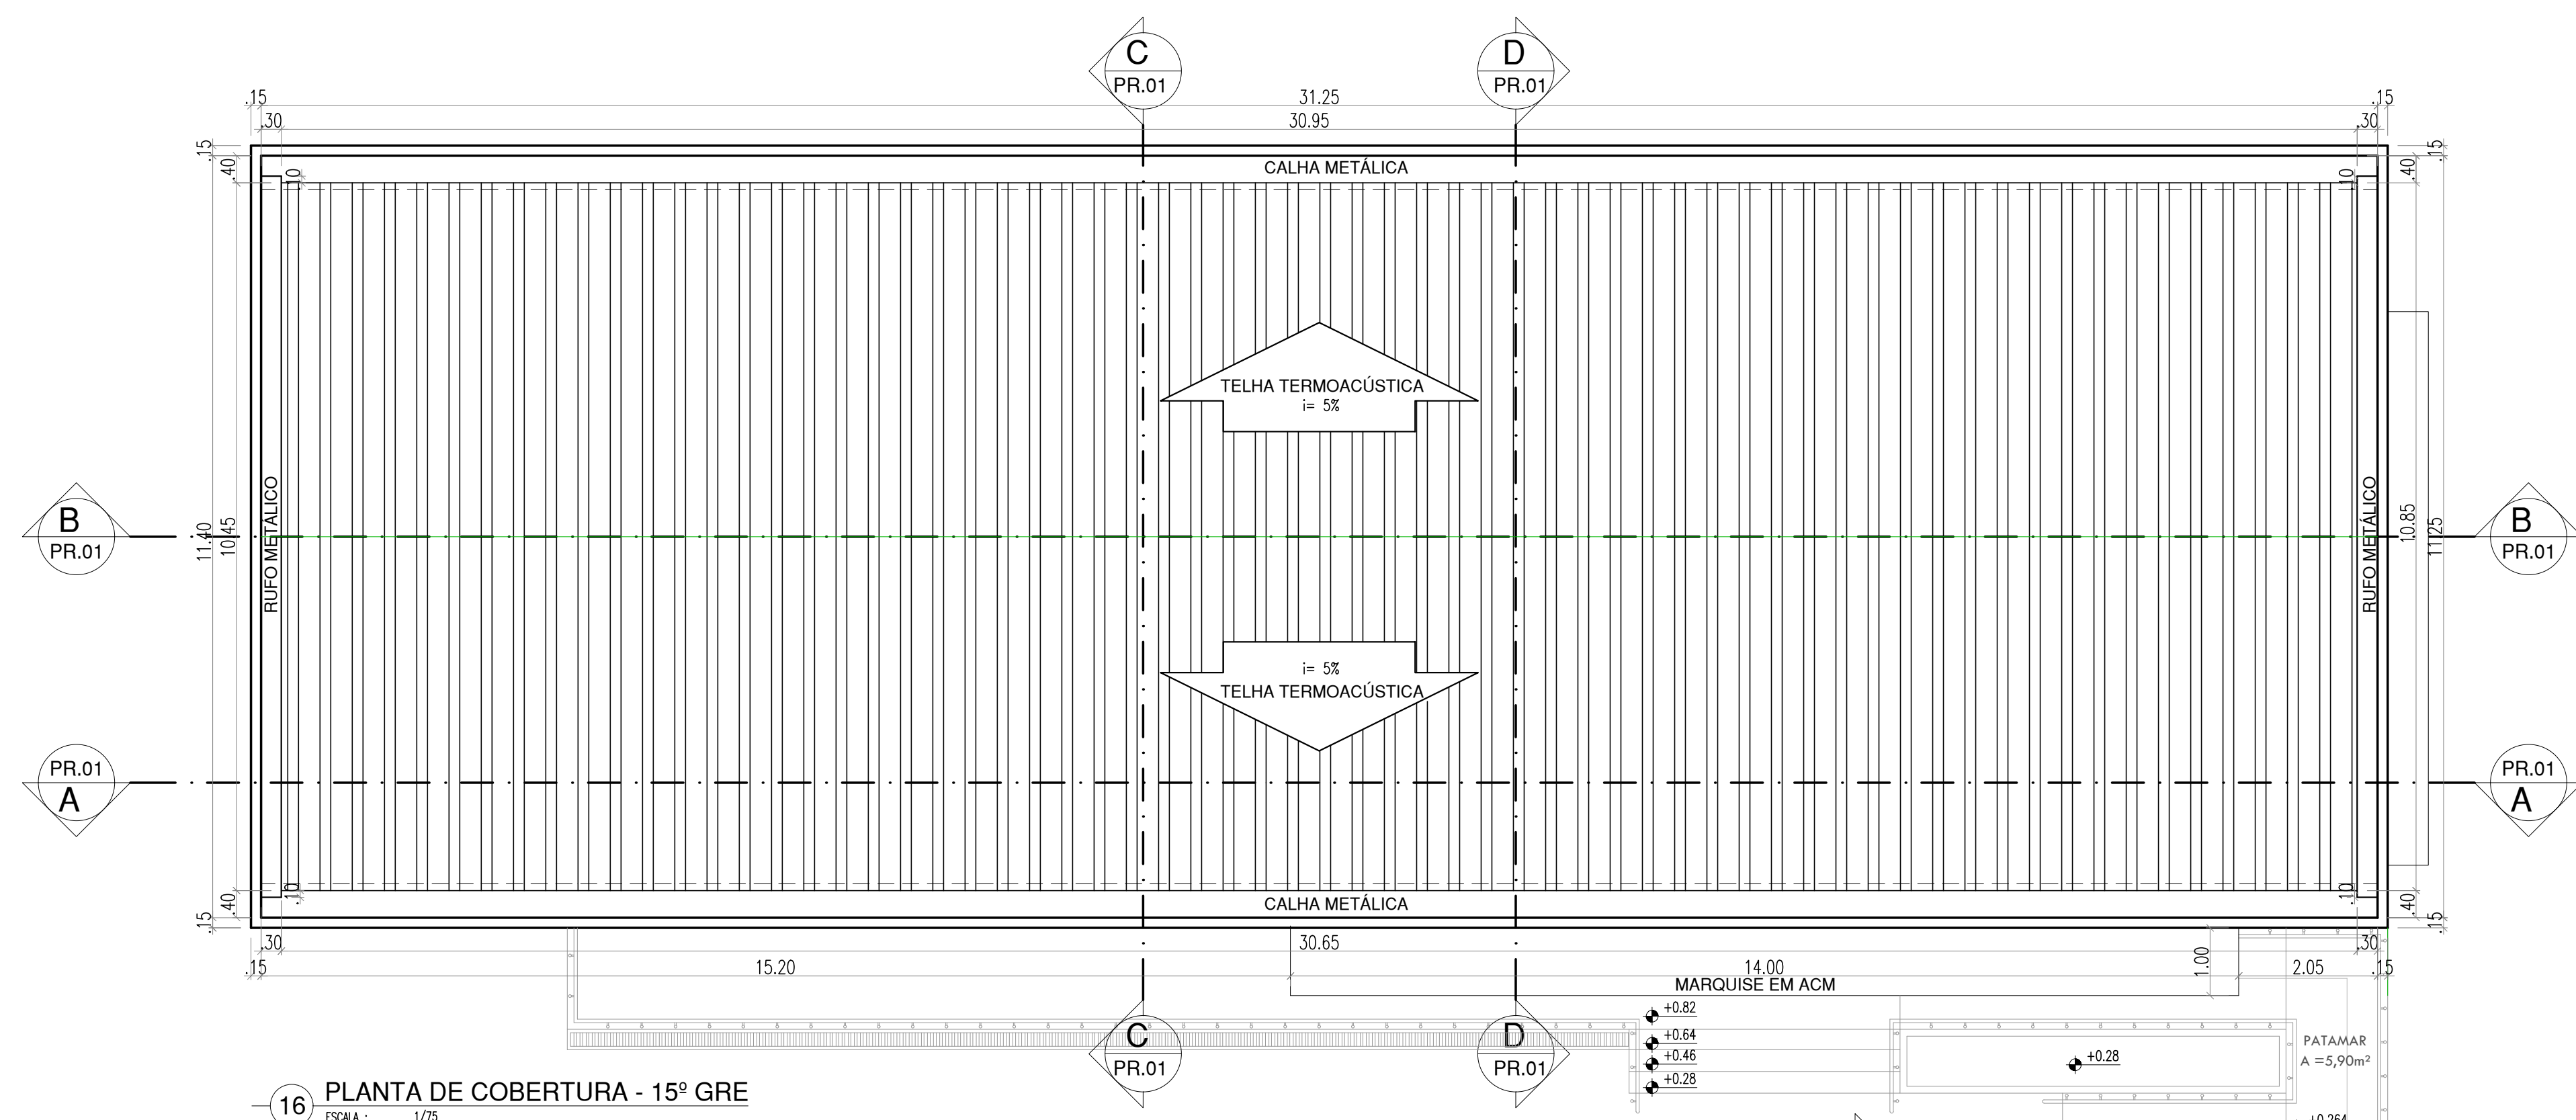 C
PR.01
D
PR.01
.15
31.25
.15
.30
30.95
.30
.15
.40
.10
CALHA METÁLICA
.10
.40
.15
TELHA TERMOACÚSTICA
i= 5%
B
PR.01
11.40
10.45
RUFO METÁLICO
RUFO METÁLICO
10.85
11.25
B
PR.01
i= 5%
TELHA TERMOACÚSTICA
PR.01
A
PR.01
A
.15
.40
.10
CALHA METÁLICA
.10
.40
.15
.30
30.65
.30
.15
15.20
14.00
1.00
2.05
.15
MARQUISE EM ACM
+0.82
+0.64
+0.46
+0.28
C
PR.01
D
PR.01
+0.28
PATAMAR
A =5,90m²
16
PLANTA DE COBERTURA - 15º GRE
ESCALA : 1/75
+0.264